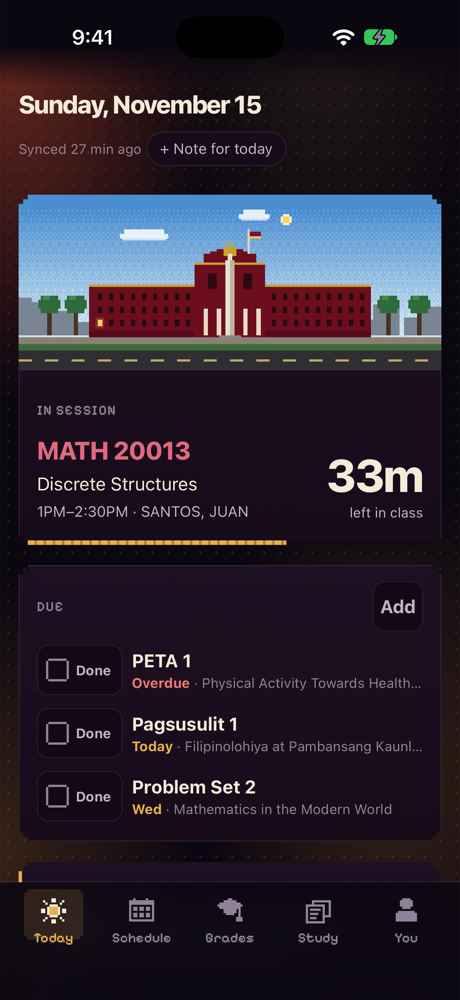 9:41
Sunday, November 15
Synced 27 min ago + Note for today
IN SESSION
MATH 20013
Discrete Structures
1PM–2:30PM · SANTOS, JUAN
33m
left in class
DUE
Add
Done
PETA 1
Overdue · Physical Activity Towards Health...
Done
Pagsusulit 1
Today · Filipinolohiya at Pambansang Kaunl...
Done
Problem Set 2
Wed · Mathematics in the Modern World
Today Schedule Grades Study You